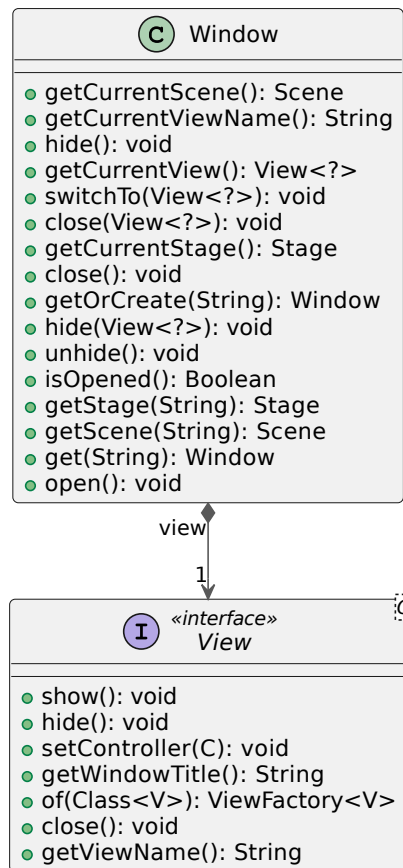 C Window
getCurrentScene(): Scene
getCurrentViewName(): String
hide(): void
getCurrentView(): View<?>
switchTo(View<?>): void
close(View<?>): void
getCurrentStage(): Stage
close(): void
getOrCreate(String): Window
hide(View<?>): void
unhide(): void
isOpened(): Boolean
getStage(String): Stage
getScene(String): Scene
get(String): Window
open(): void
view
1
«interface»
I View
show(): void
hide(): void
setController(C): void
getWindowTitle(): String
of(Class<V>): ViewFactory<V>
close(): void
getViewName(): String